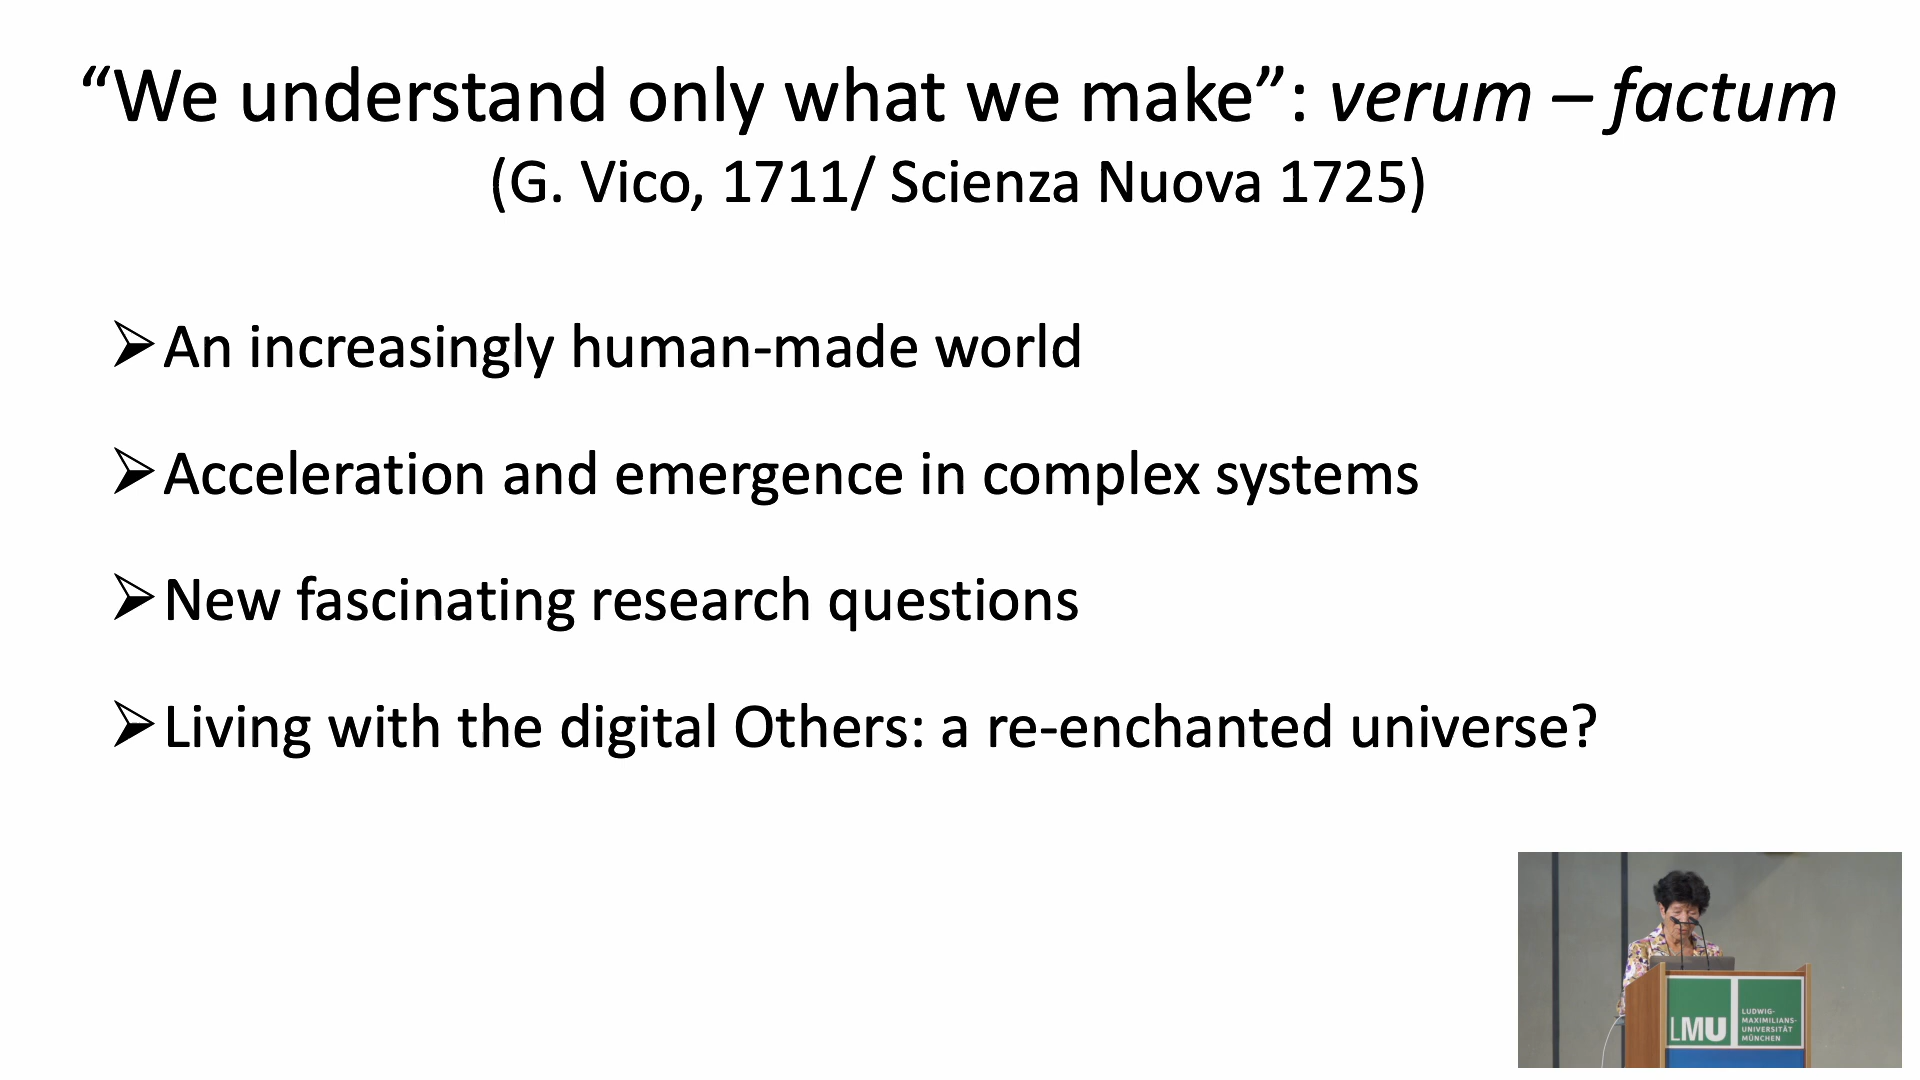 “We understand only what we make”: verum – factum
(G. Vico, 1711/ Scienza Nuova 1725)
➢An increasingly human-made world
➢Acceleration and emergence in complex systems
➢New fascinating research questions
➢Living with the digital Others: a re-enchanted universe?
LMU
LUDWIG-
MAXIMILIANS-
UNIVERSITÄT
MÜNCHEN